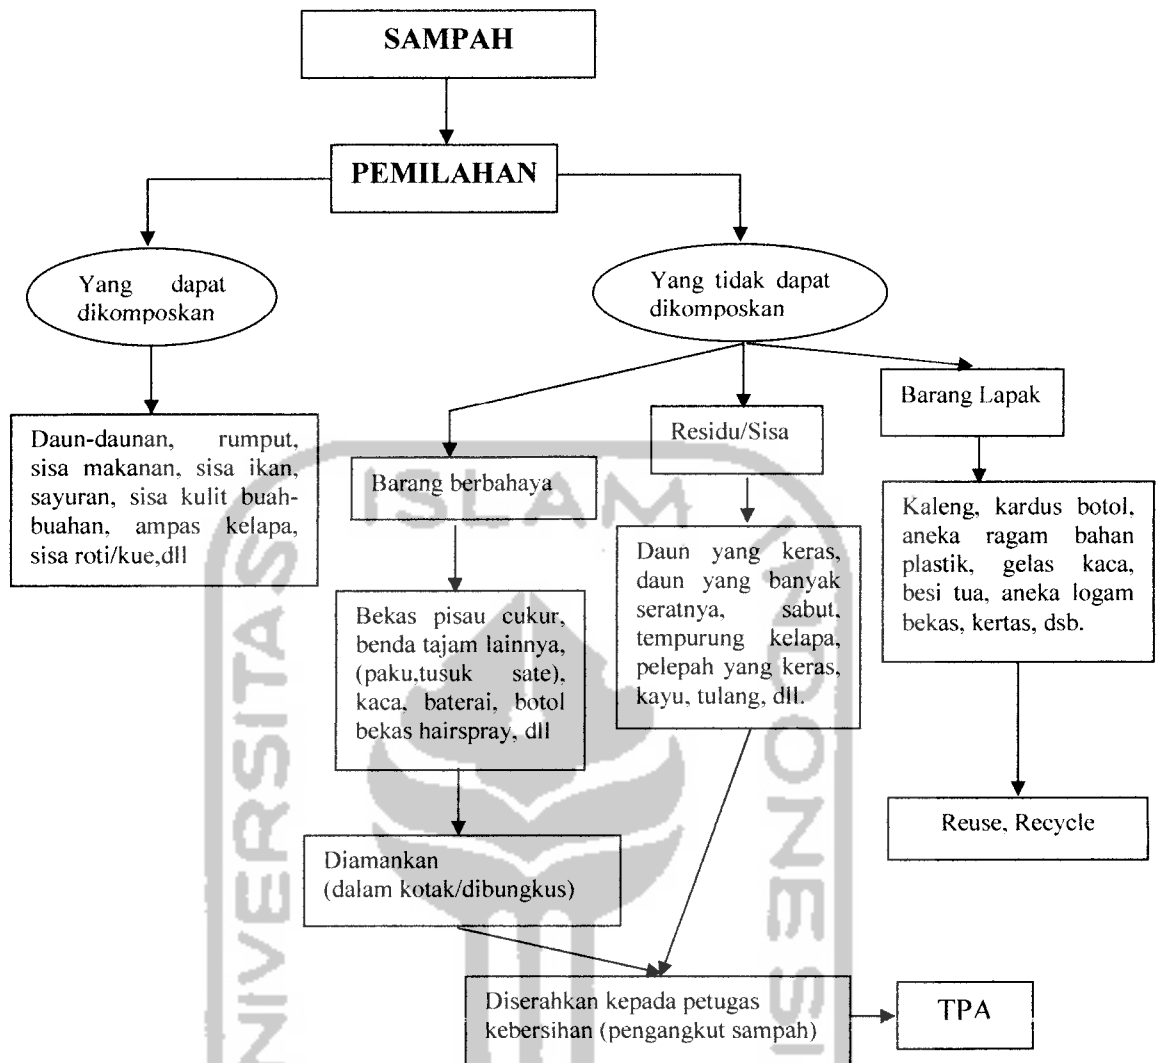 SAMPAH
PEMILAHAN
Yang dapat
dikomposkan
Yang tidak dapat
dikomposkan
Daun-daunan, rumput,
sisa makanan, sisa ikan,
sayuran, sisa kulit buah-
buahan, ampas kelapa,
sisa roti/kue,dll
Barang berbahaya
Residu/Sisa
Barang Lapak
Bekas pisau cukur,
benda tajam lainnya,
(paku,tusuk sate),
kaca, baterai, botol
bekas hairspray, dll
Daun yang keras,
daun yang banyak
seratnya, sabut,
tempurung kelapa,
pelepah yang keras,
kayu, tulang, dll.
Kaleng, kardus botol,
aneka ragam bahan
plastik, gelas kaca,
besi tua, aneka logam
bekas, kertas, dsb.
Diamankan
(dalam kotak/dibungkus)
Reuse, Recycle
Diserahkan kepada petugas
kebersihan (pengangkut sampah)
TPA
ISLAM
UNIVERSITAS
INDONESI